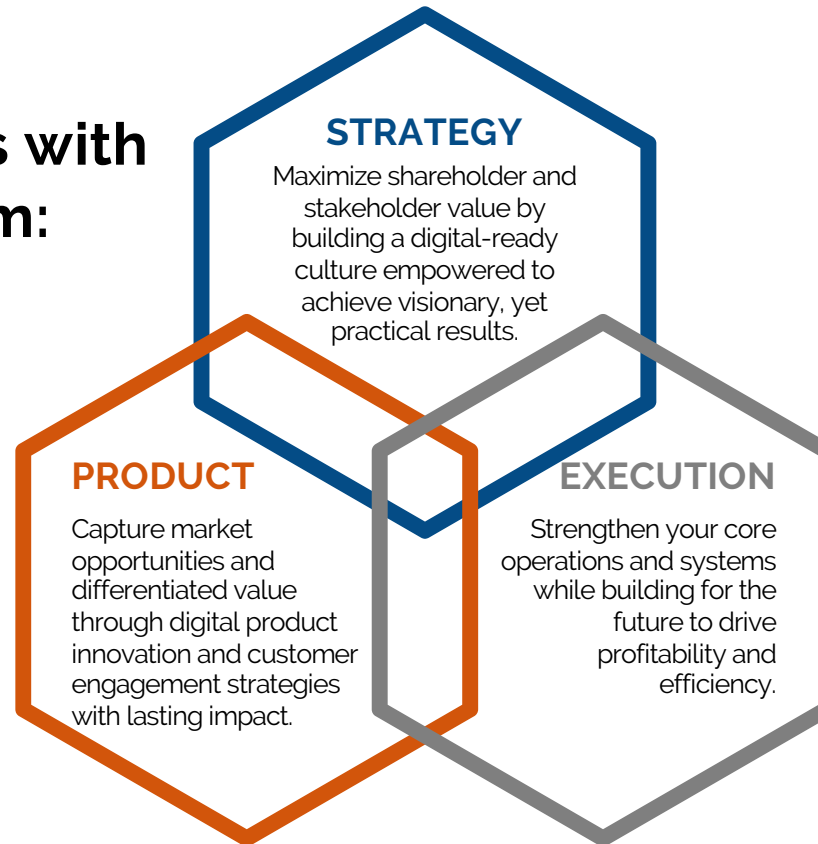 s with
m:
STRATEGY
Maximize shareholder and
stakeholder value by
building a digital-ready
culture empowered to
achieve visionary, yet
practical results.
PRODUCT
Capture market
opportunities and
differentiated value
through digital product
innovation and customer
engagement strategies
with lasting impact.
EXECUTION
Strengthen your core
operations and systems
while building for the
future to drive
profitability and
efficiency.